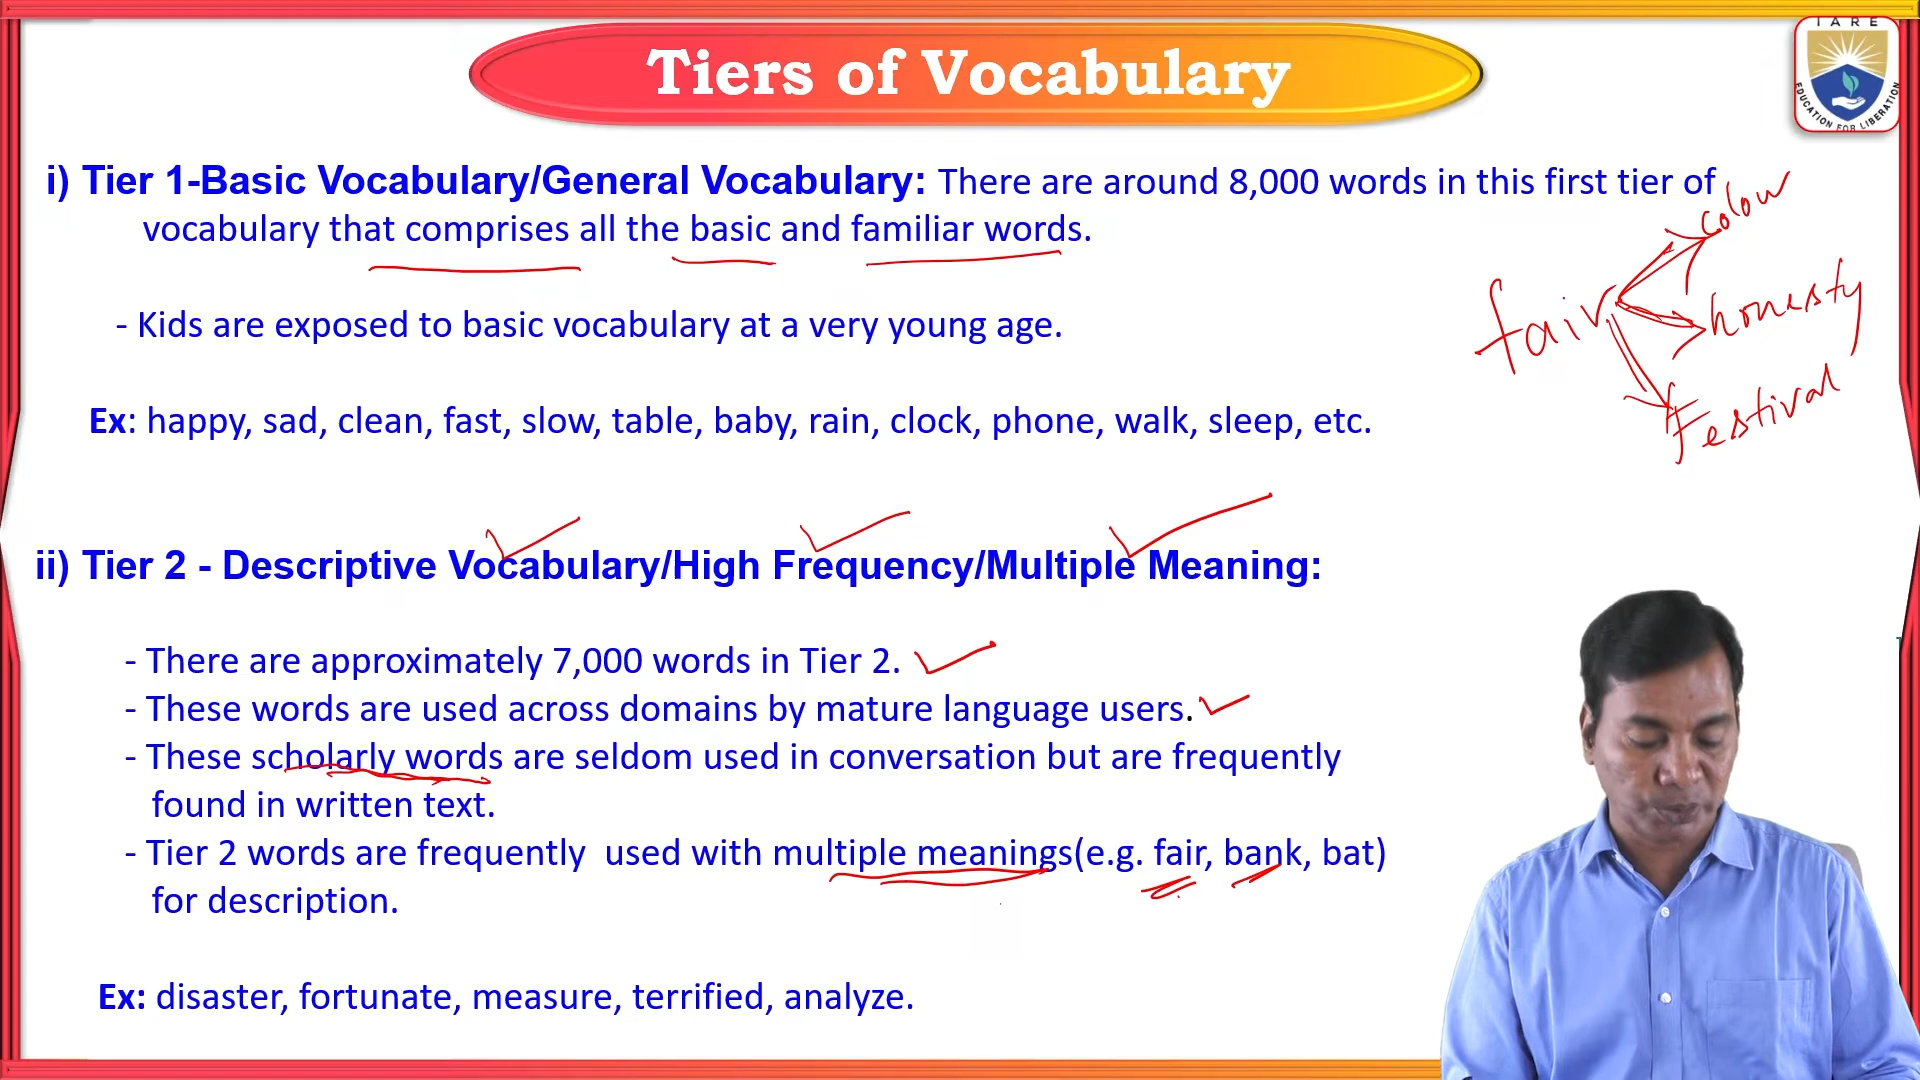 Tiers of Vocabulary
IARE
EDUCATION FOR LIBERATION
i) Tier 1-Basic Vocabulary/General Vocabulary: There are around 8,000 words in this first tier of
vocabulary that comprises all the basic and familiar words.
colour
fair honesty
Festival
- Kids are exposed to basic vocabulary at a very young age.
Ex: happy, sad, clean, fast, slow, table, baby, rain, clock, phone, walk, sleep, etc.
ii) Tier 2 - Descriptive Vocabulary/High Frequency/Multiple Meaning:
- There are approximately 7,000 words in Tier 2.
- These words are used across domains by mature language users.
- These scholarly words are seldom used in conversation but are frequently
found in written text.
- Tier 2 words are frequently used with multiple meanings(e.g. fair, bank, bat)
for description.
Ex: disaster, fortunate, measure, terrified, analyze.